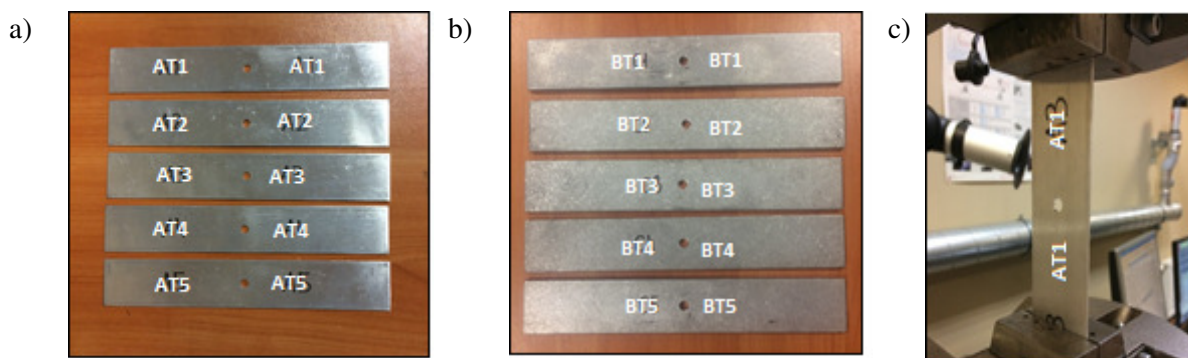 a)
b)
c)
AT1 AT1
AT2 AT2
AT3 AT3
AT4 AT4
AT5 AT5
BT1 BT1
BT2 BT2
BT3 BT3
BT4 BT4
BT5 BT5
AT1
AT1